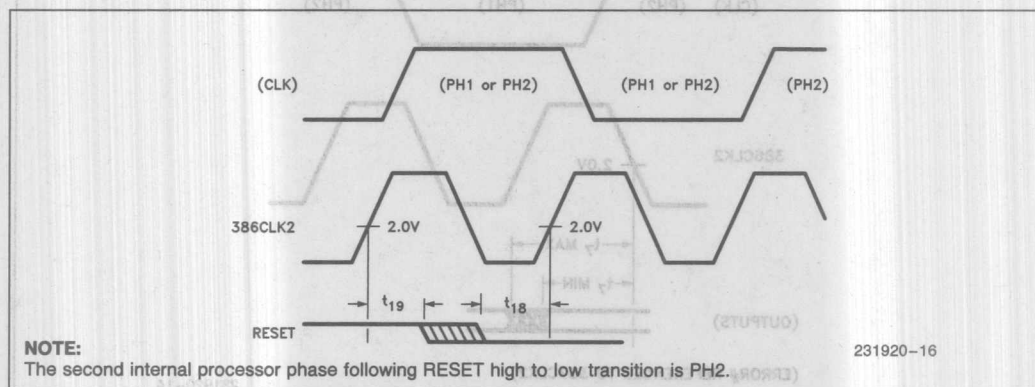 (CLK) (PH1 or PH2) (PH1 or PH2) (PH2)
386CLK2 2.0V 2.0V
t19 t18
RESET
NOTE:
231920-16
The second internal processor phase following RESET high to low transition is PH2.